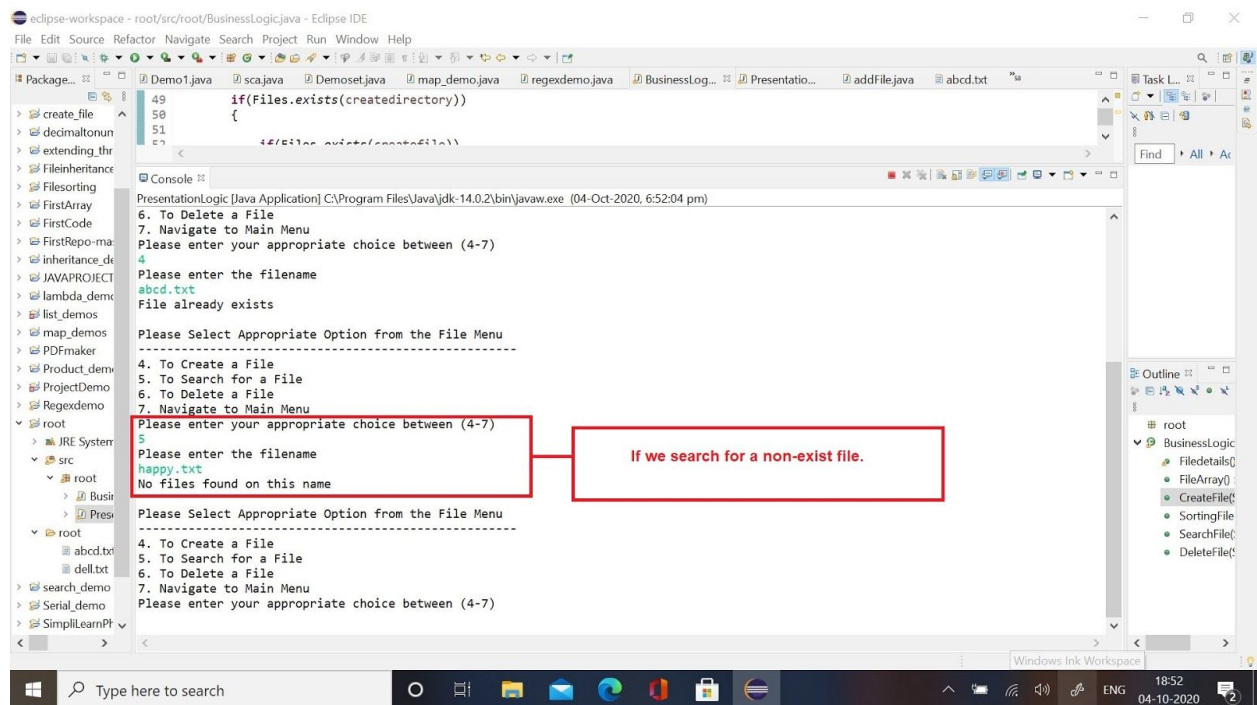 eclipse-workspace - root/src/root/BusinessLogic.java - Eclipse IDE
File Edit Source Refactor Navigate Search Project Run Window Help
Package...
Demo1.java sca.java Demoset.java map_demo.java regexdemo.java BusinessLog... Presentatio... addFile.java abcd.txt
Task L...
create_file
decimaltonum
extending_thr
Fileinheritance
Filesorting
FirstArray
FirstCode
FirstRepo-ma
inheritance_de
JAVAPROJECT
lambda_demo
list_demos
map_demos
PDFmaker
Product_demo
ProjectDemo
Regexdemo
root
JRE System
src
root
Busin
Prese
root
abcd.txt
dell.txt
search_demo
Serial_demo
SimpliLearnPh
49 if(Files.exists(createdirectory))
50 {
51
52 if(Files.exists(createfile))
Console
PresentationLogic [Java Application] C:\Program Files\Java\jdk-14.0.2\bin\javaw.exe (04-Oct-2020, 6:52:04 pm)
6. To Delete a File
7. Navigate to Main Menu
Please enter your appropriate choice between (4-7)
4
Please enter the filename
abcd.txt
File already exists
Please Select Appropriate Option from the File Menu
----------------------------------------------------
4. To Create a File
5. To Search for a File
6. To Delete a File
7. Navigate to Main Menu
Please enter your appropriate choice between (4-7)
5
Please enter the filename
happy.txt
No files found on this name
If we search for a non-exist file.
Please Select Appropriate Option from the File Menu
----------------------------------------------------
4. To Create a File
5. To Search for a File
6. To Delete a File
7. Navigate to Main Menu
Please enter your appropriate choice between (4-7)
Find All Ac
Outline
root
BusinessLogic
Filedetails()
FileArray() :
CreateFile(S
SortingFile
SearchFile(
DeleteFile(S
Windows Ink Workspace
Type here to search
ENG
18:52
04-10-2020
2